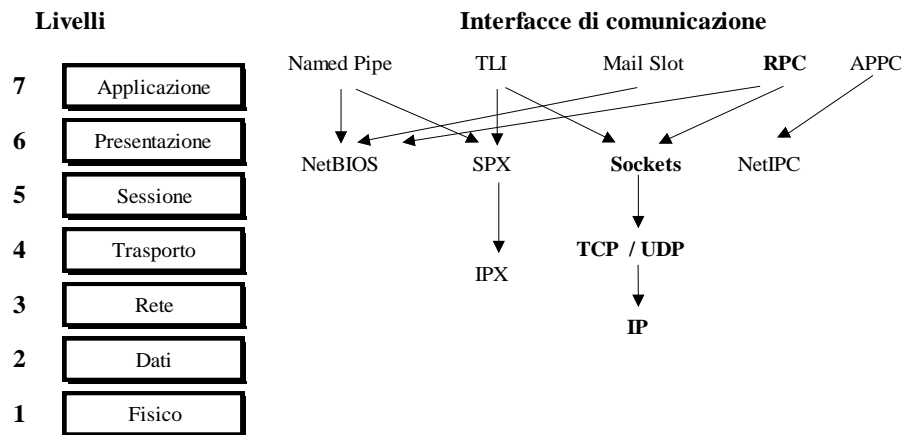 Livelli
Interfacce di comunicazione
Named Pipe TLI Mail Slot RPC APPC
7 Applicazione
6 Presentazione
NetBIOS SPX Sockets NetIPC
5 Sessione
4 Trasporto
TCP / UDP
IPX
3 Rete
IP
2 Dati
1 Fisico